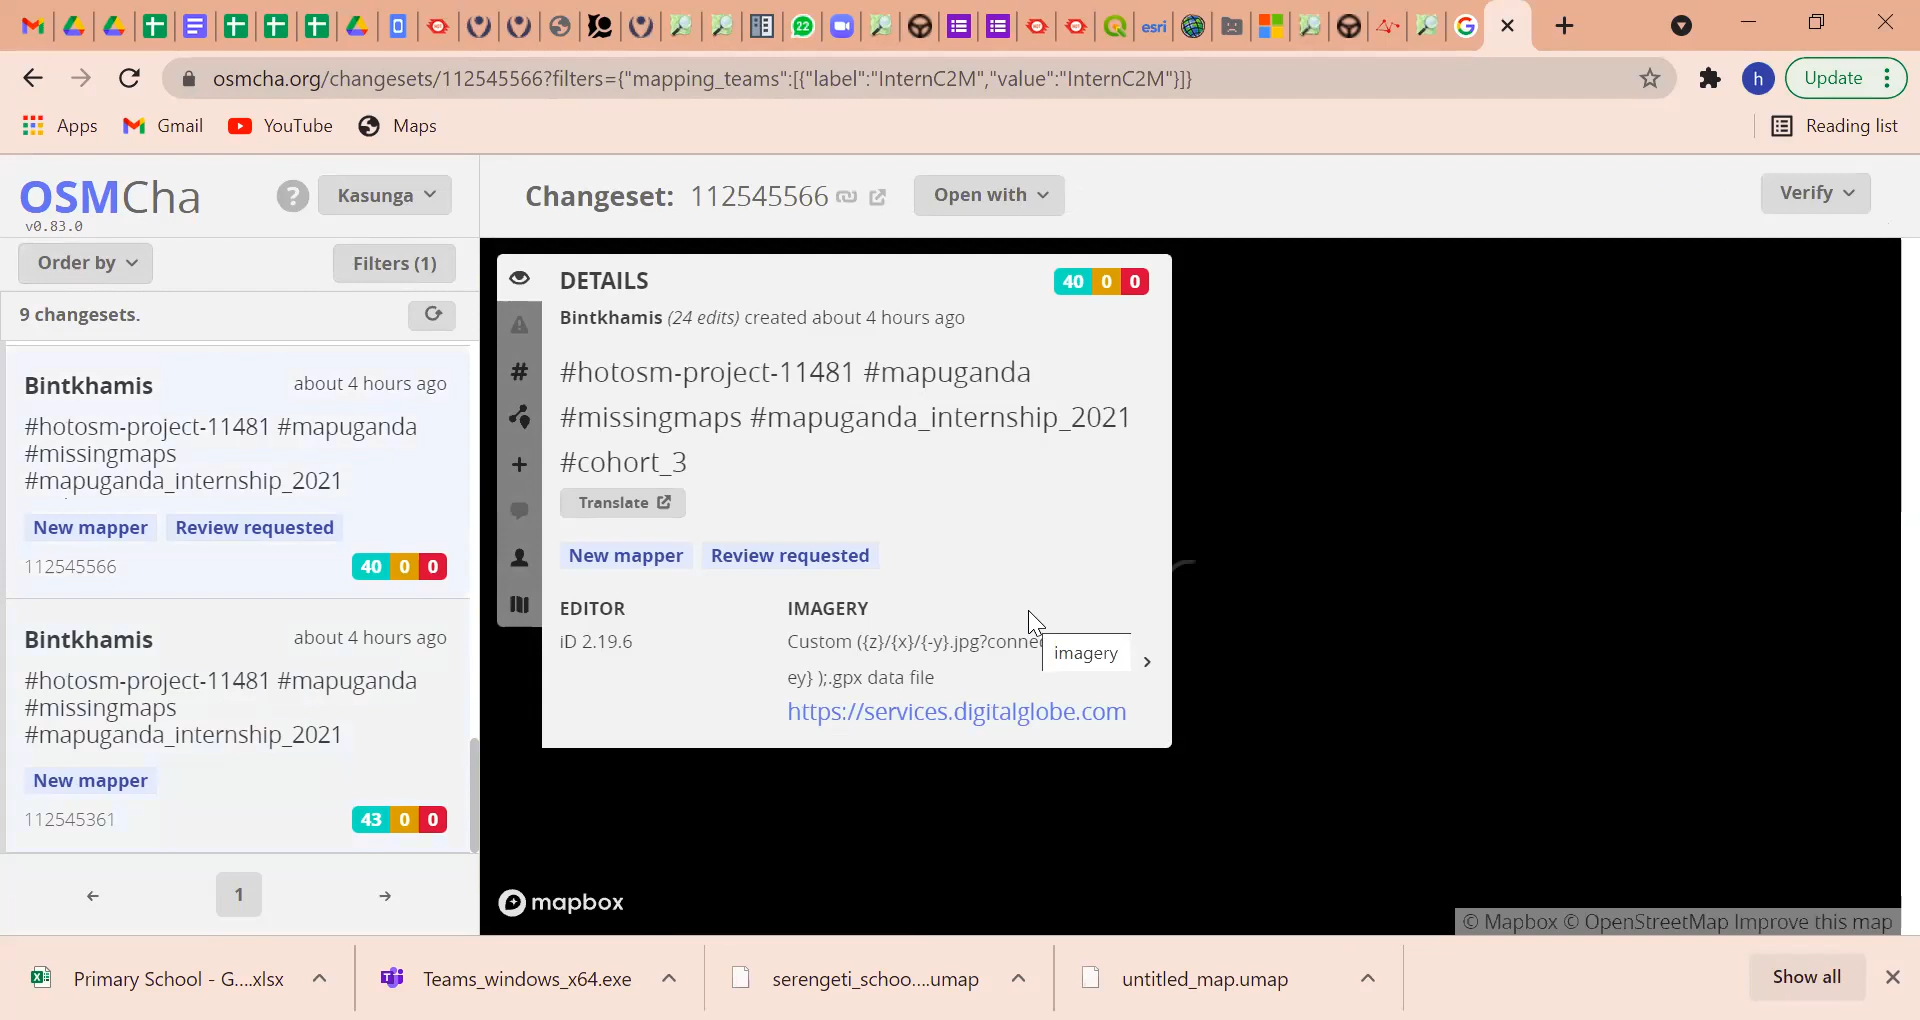 22
esri
osmcha.org/changesets/112545566?filters={"mapping_teams":[{"label":"InternC2M","value":"InternC2M"}]}
h
Update
Apps
Gmail
YouTube
Maps
Reading list
OSMCha
v0.83.0
?
Kasunga
Changeset: 112545566
Open with
Verify
Order by
Filters (1)
9 changesets.
Bintkhamis
about 4 hours ago
#hotosm-project-11481 #mapuganda
#missingmaps
#mapuganda_internship_2021
New mapper
Review requested
112545566
40 0 0
Bintkhamis
about 4 hours ago
#hotosm-project-11481 #mapuganda
#missingmaps
#mapuganda_internship_2021
New mapper
112545361
43 0 0
1
DETAILS
40 0 0
Bintkhamis (24 edits) created about 4 hours ago
#hotosm-project-11481 #mapuganda
#missingmaps #mapuganda_internship_2021
#cohort_3
Translate
New mapper
Review requested
EDITOR
IMAGERY
iD 2.19.6
Custom ({z}/{x}/{-y}.jpg?connec
imagery
ey} );.gpx data file
https://services.digitalglobe.com
mapbox
© Mapbox © OpenStreetMap Improve this map
Primary School - G....xlsx
Teams_windows_x64.exe
serengeti_schoo....umap
untitled_map.umap
Show all